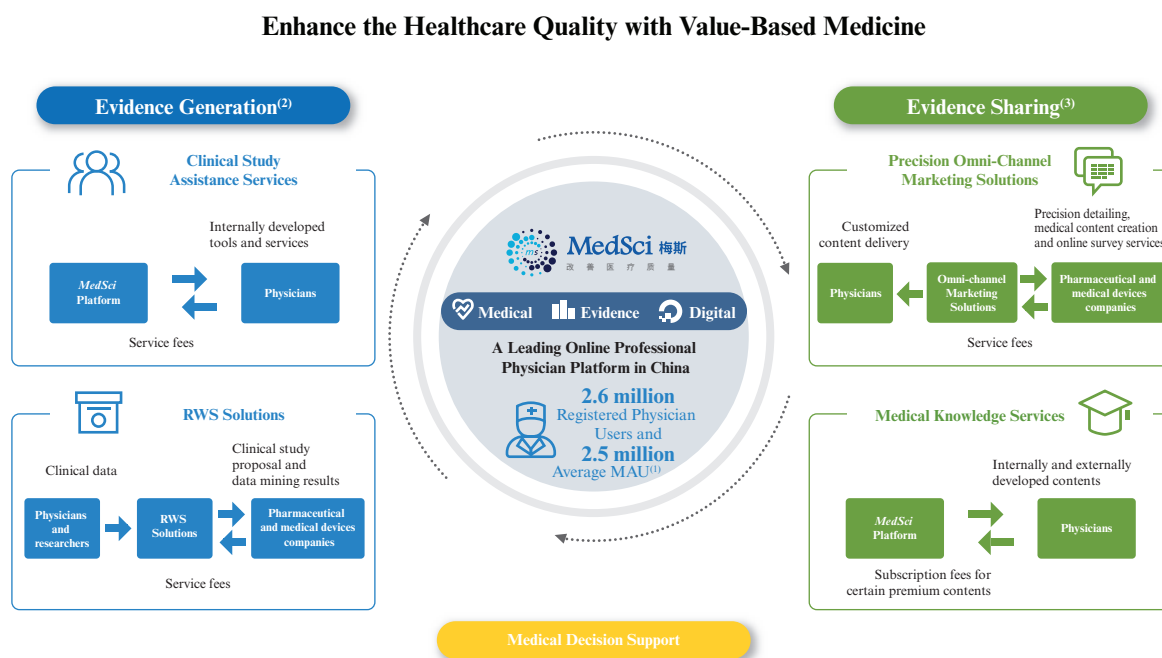 Enhance the Healthcare Quality with Value-Based Medicine
Evidence Generation(2)
Clinical Study
Assistance Services
Internally developed
tools and services
MedSci
Platform
Physicians
Service fees
RWS Solutions
Clinical data
Clinical study
proposal and
data mining results
Physicians
and
researchers
RWS
Solutions
Pharmaceutical
and medical devices
companies
Service fees
ms
MedSci 梅斯
改善医疗质量
Medical Evidence Digital
A Leading Online Professional
Physician Platform in China
2.6 million
Registered Physician
Users and
2.5 million
Average MAU(1)
Evidence Sharing(3)
Precision Omni-Channel
Marketing Solutions
Customized
content delivery
Precision detailing,
medical content creation
and online survey services
Physicians
Omni-channel
Marketing
Solutions
Pharmaceutical and
medical devices
companies
Service fees
Medical Knowledge Services
Internally and externally
developed contents
MedSci
Platform
Physicians
Subscription fees for
certain premium contents
Medical Decision Support